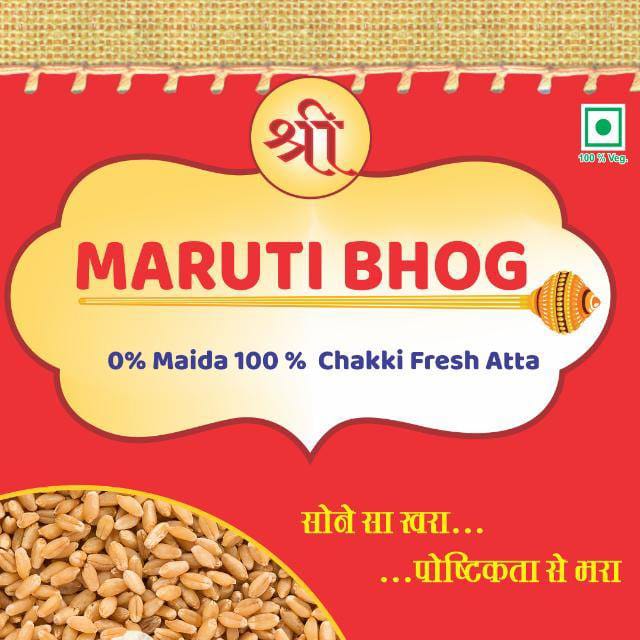 श्रीं
100 % Veg.
MARUTI BHOG
0% Maida 100 % Chakki Fresh Atta
सोने सा खरा...
...पोष्टिकता से भरा